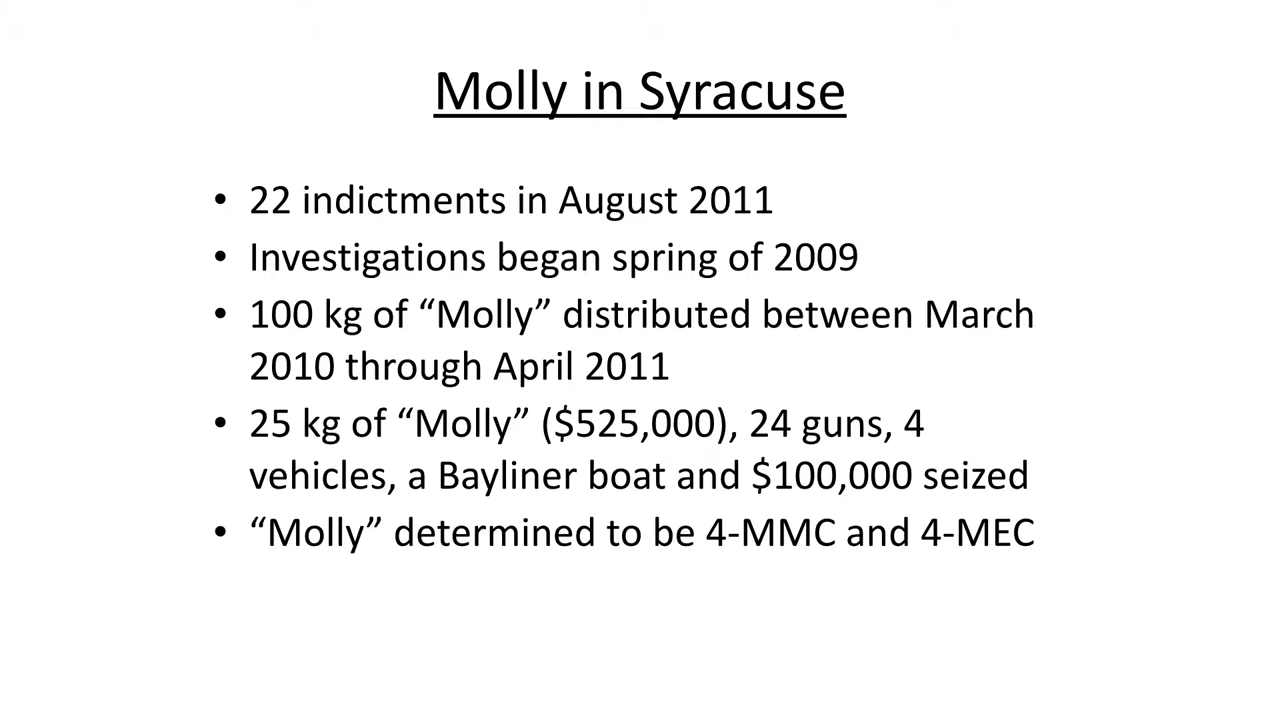 Molly in Syracuse
• 22 indictments in August 2011
• Investigations began spring of 2009
• 100 kg of “Molly” distributed between March
2010 through April 2011
• 25 kg of “Molly” ($525,000), 24 guns, 4
vehicles, a Bayliner boat and $100,000 seized
• “Molly” determined to be 4-MMC and 4-MEC